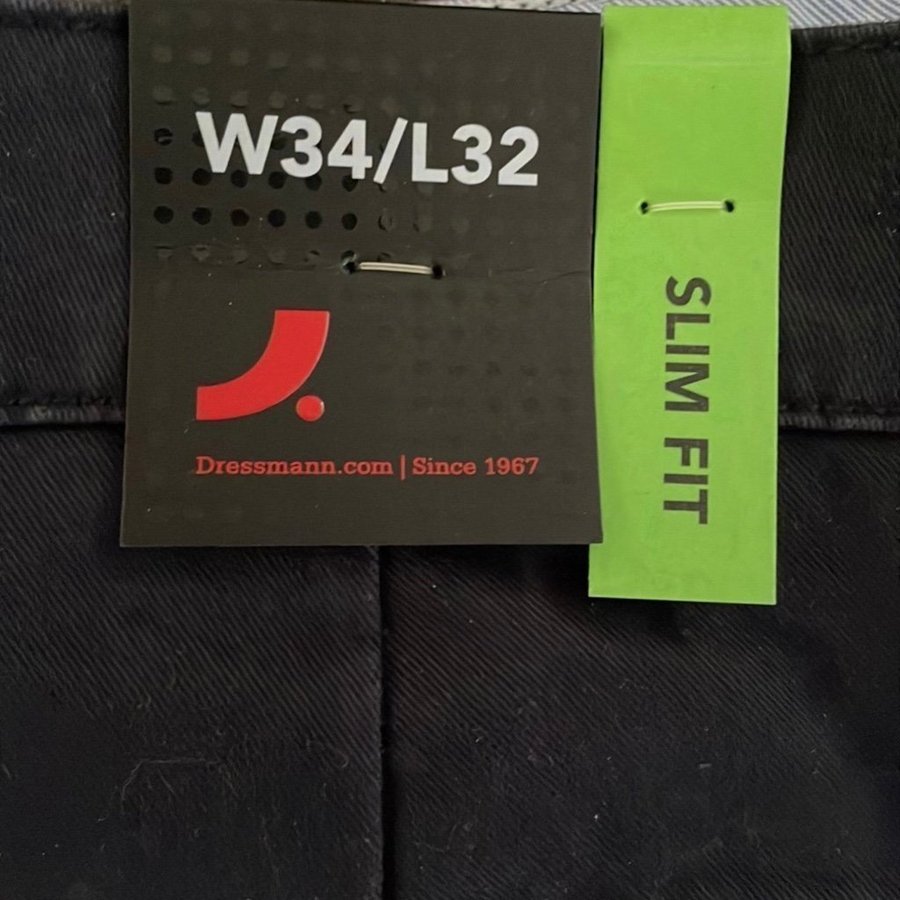 W34/L32
Dressmann.com | Since 1967
SLIM FIT